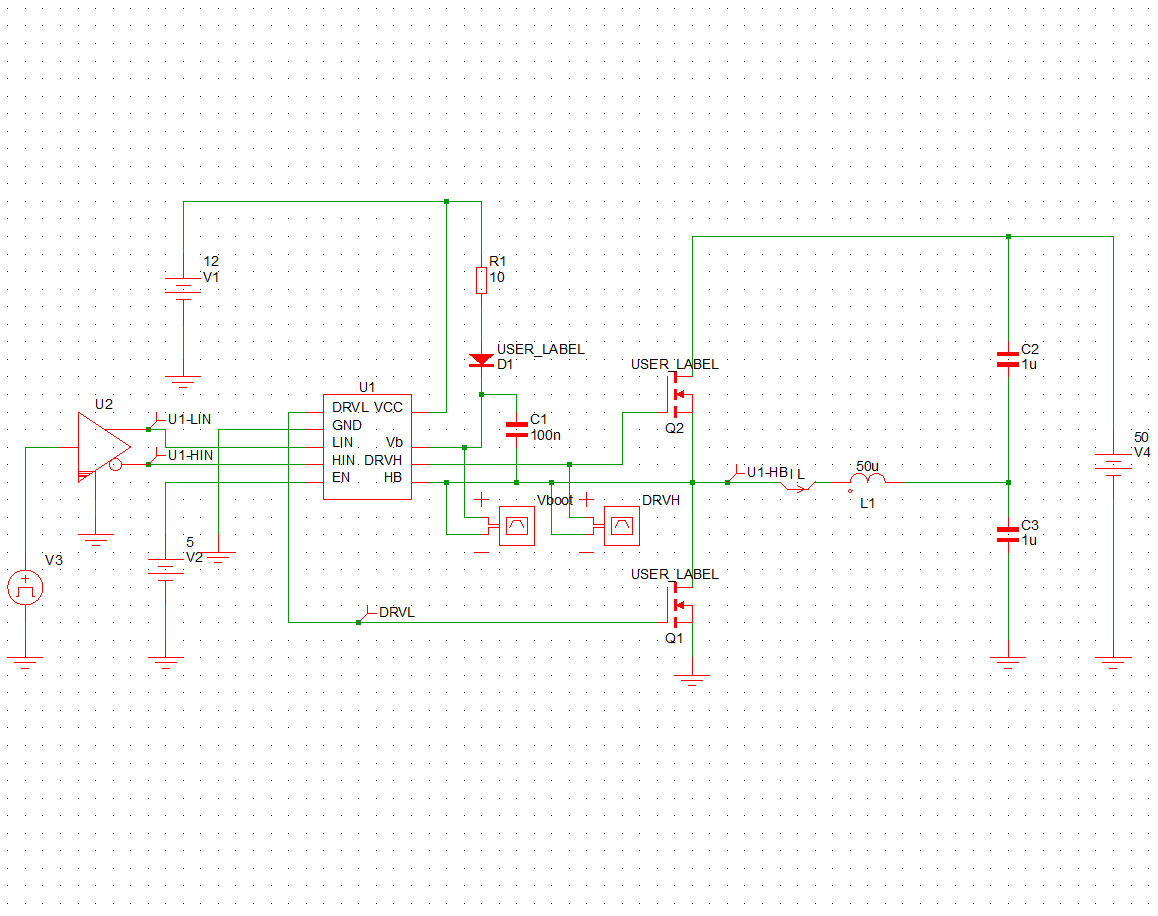 12
V1
R1
10
USER_LABEL
D1
USER_LABEL
Q2
C2
1u
U1
U2
U1-LIN
U1-HIN
DRVL VCC
GND
LIN Vb
HIN DRVH
EN HB
C1
100n
50
V4
U1-HB
IL
50u
L1
Vboot
DRVH
C3
1u
5
V2
V3
USER_LABEL
Q1
DRVL